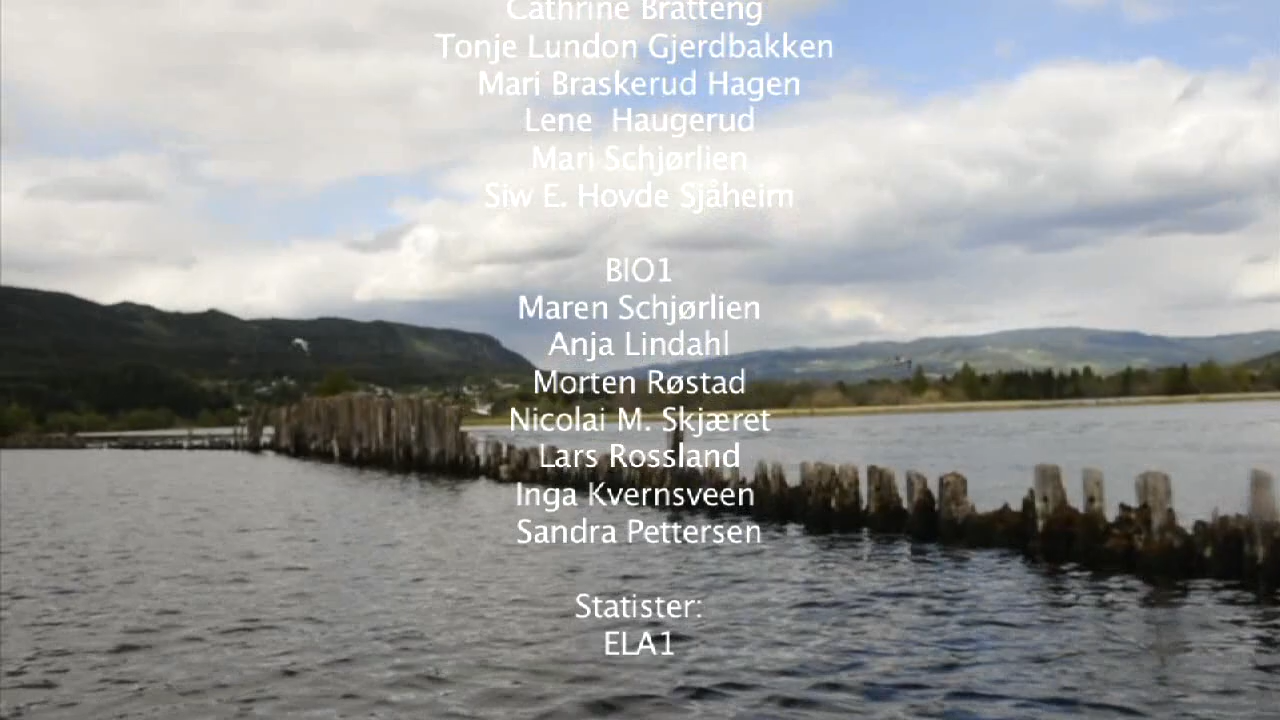 Cathrine Bratteng
Tonje Lundon Gjerdbakken
Mari Braskerud Hagen
Lene Haugerud
Mari Schjørlien
Siw E. Hovde Sjåheim
BIO1
Maren Schjørlien
Anja Lindahl
Morten Røstad
Nicolai M. Skjæret
Lars Rossland
Inga Kvernsveen
Sandra Pettersen
Statister:
ELA1